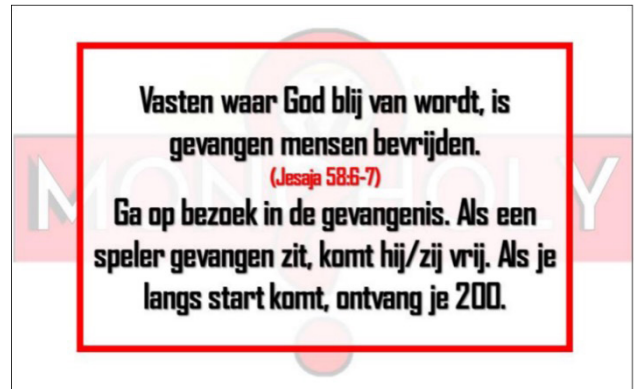 Vasten waar God blij van wordt, is
gevangen mensen bevrijden.
(Jesaja 58:6-7)
Ga op bezoek in de gevangenis. Als een
speler gevangen zit, komt hij/zij vrij. Als je
langs start komt, ontvang je 200.